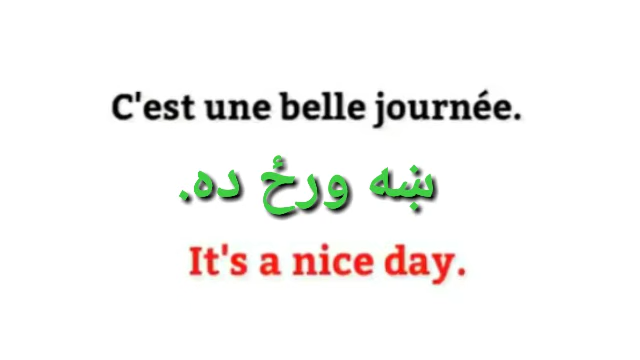 C'est une belle journée.
ښه ورځ ده.
It's a nice day.